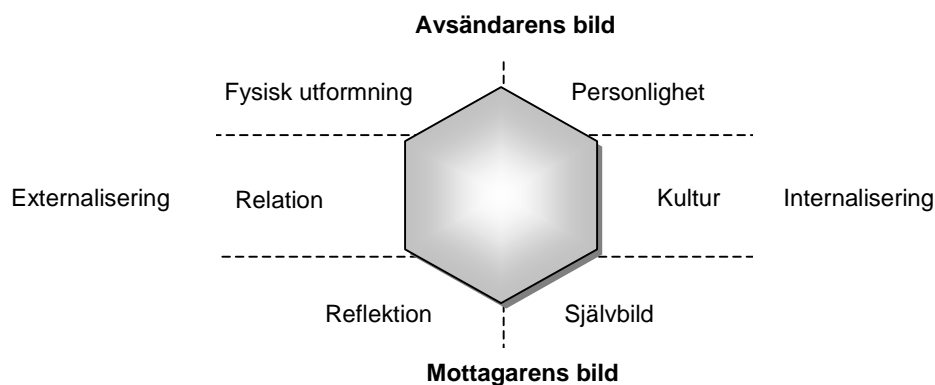 Avsändarens bild
Fysisk utformning
Personlighet
Externalisering
Relation
Kultur
Internalisering
Reflektion
Självbild
Mottagarens bild